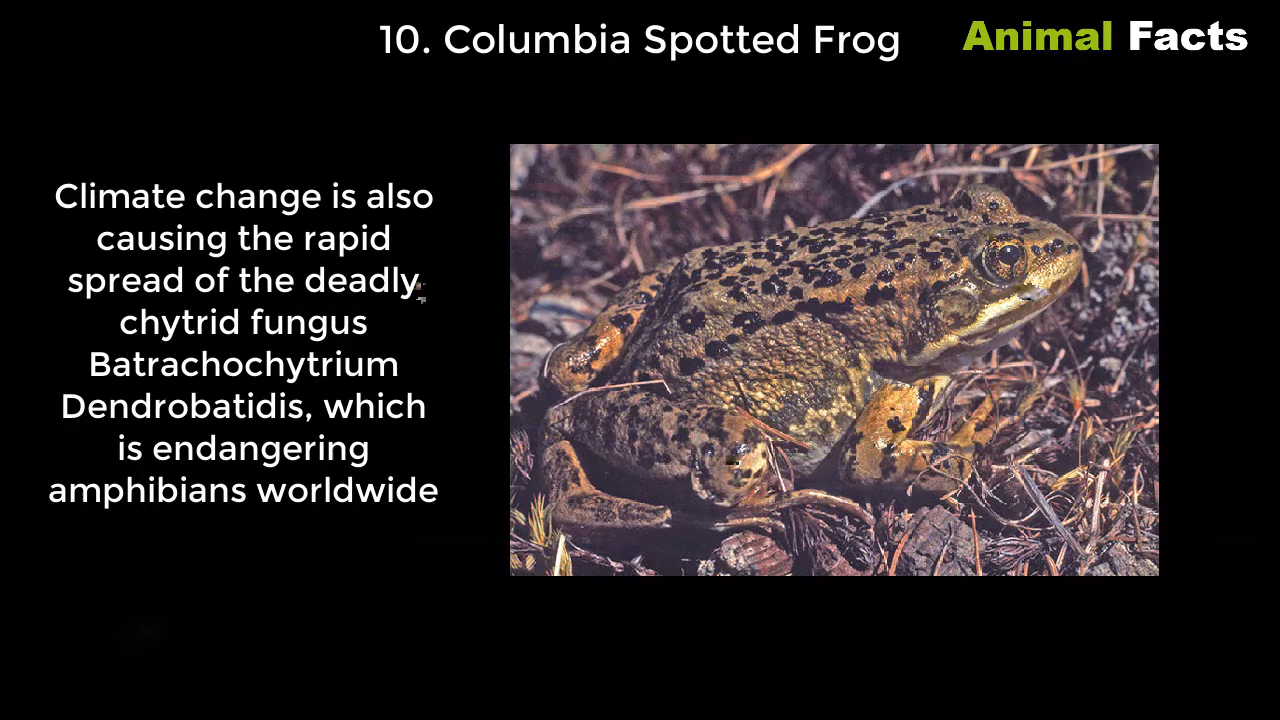 10. Columbia Spotted Frog
Animal Facts
Climate change is also
causing the rapid
spread of the deadly
chytrid fungus
Batrachochytrium
Dendrobatidis, which
is endangering
amphibians worldwide